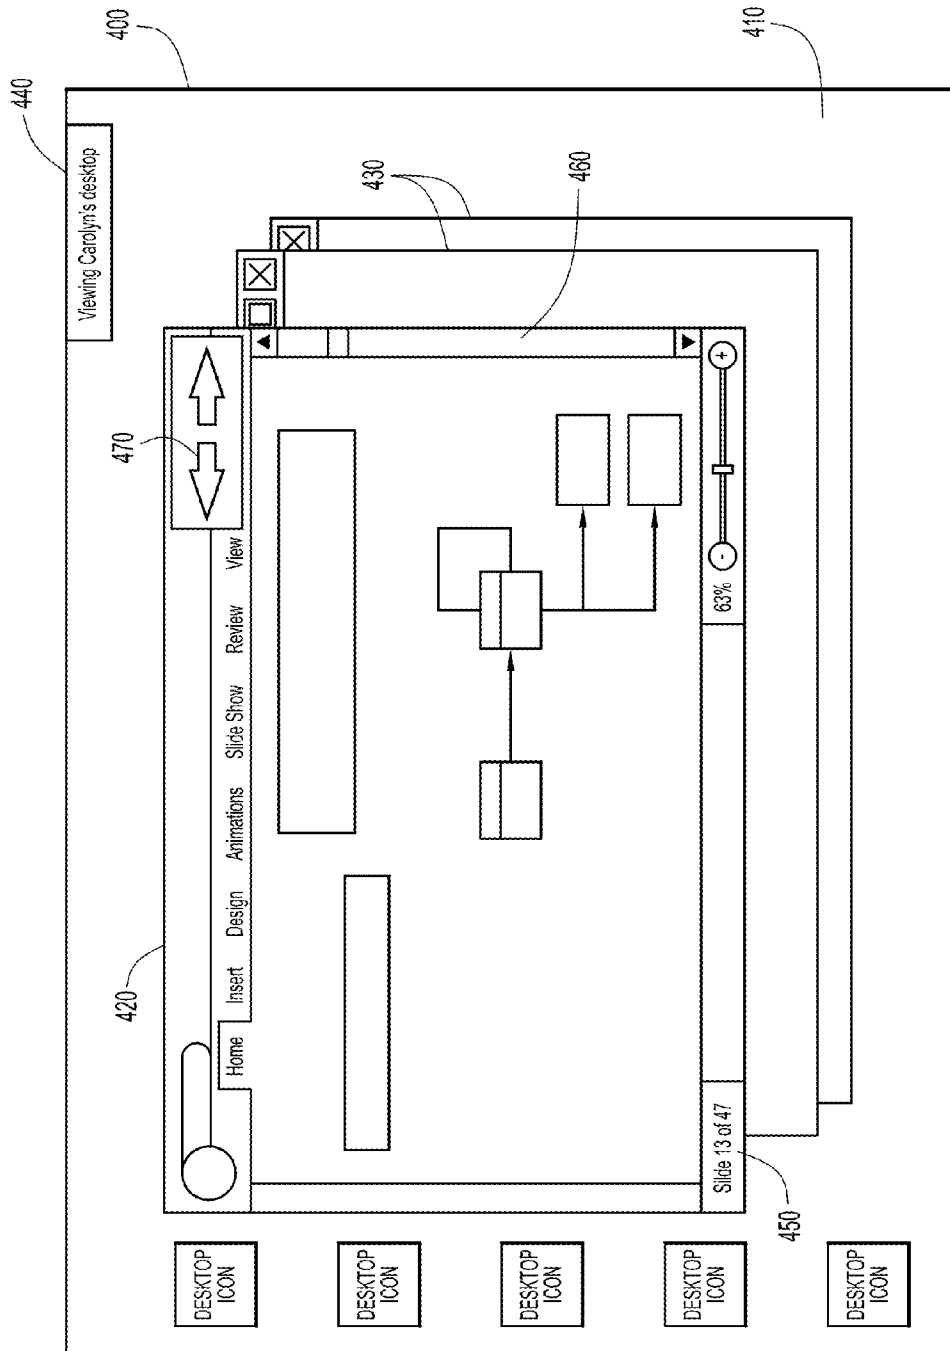 440
Viewing Carolyn's desktop
400
420
470
DESKTOP
ICON
Home Insert Design Animations Slide Show Review View
DESKTOP
ICON
430
DESKTOP
ICON
460
DESKTOP
ICON
Silde 13 of 47
63%
-
+
410
450
DESKTOP
ICON